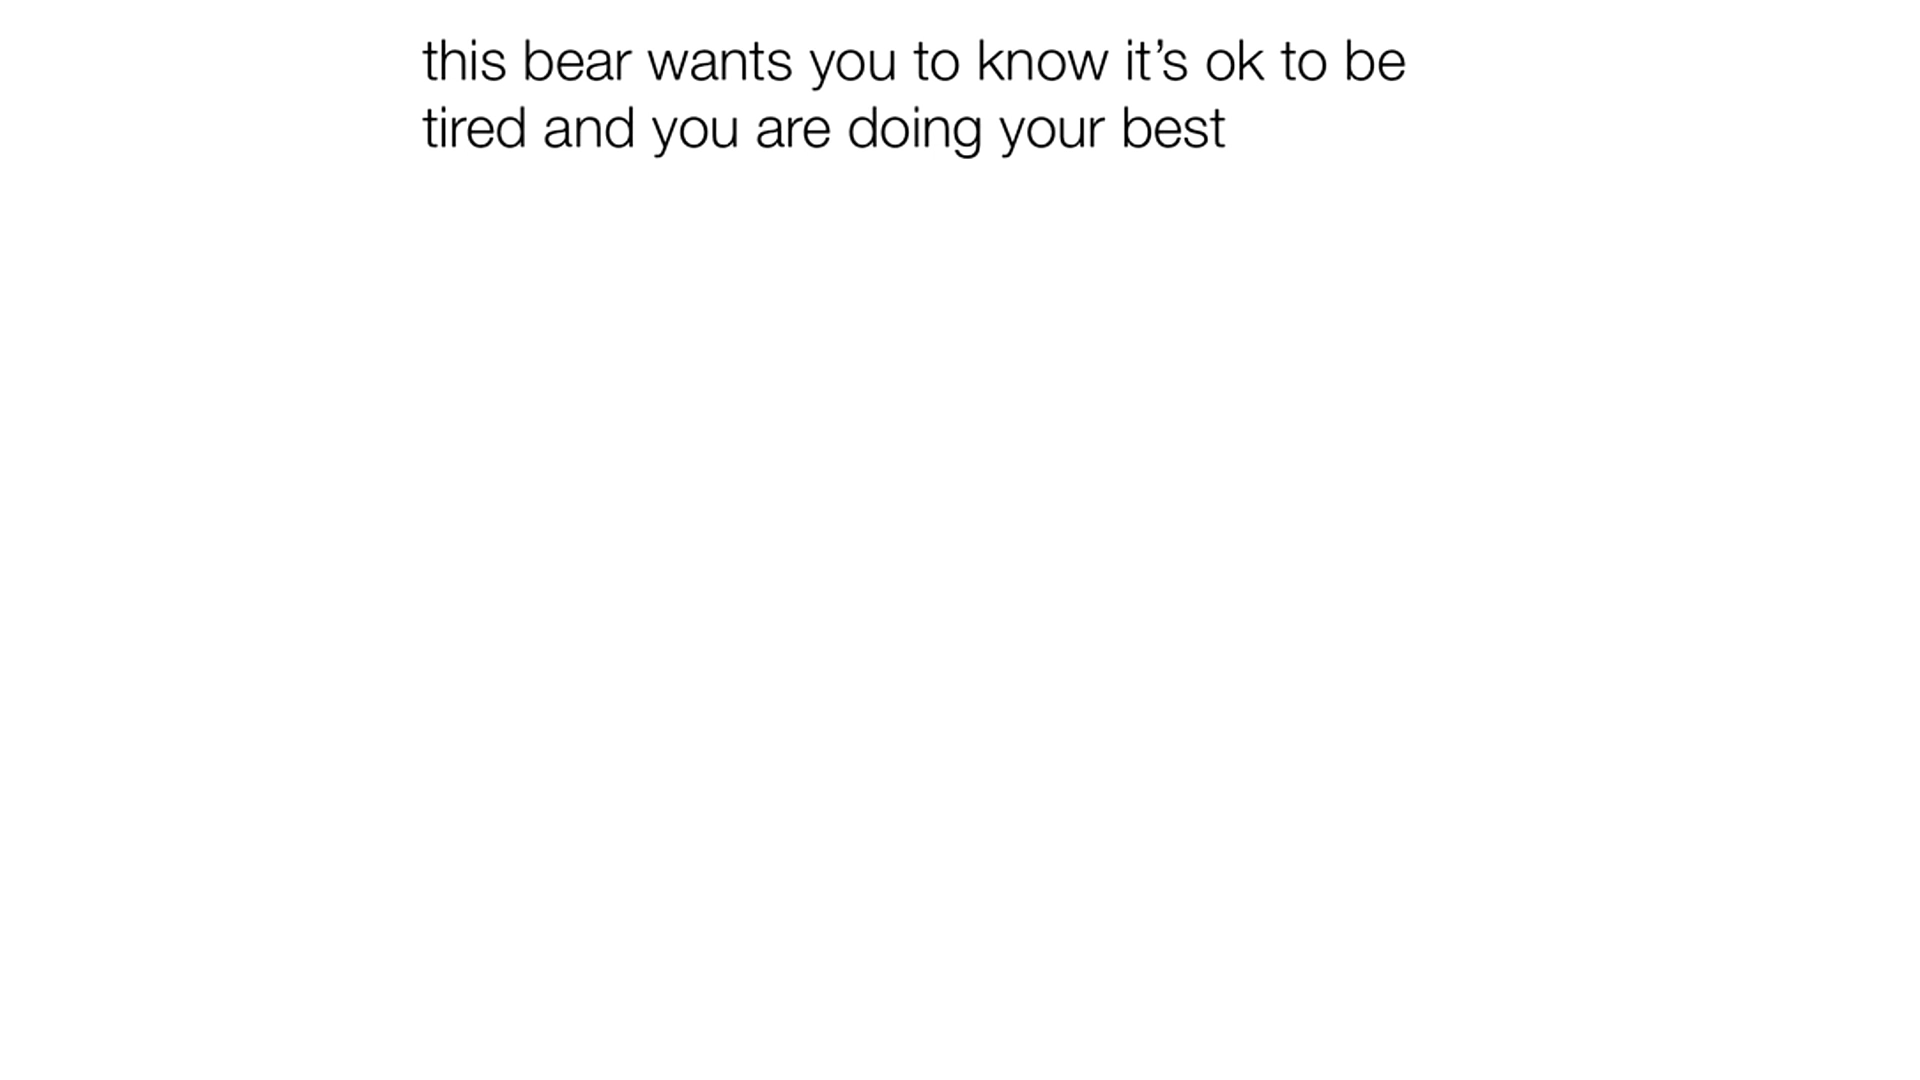 this bear wants you to know it’s ok to be
tired and you are doing your best